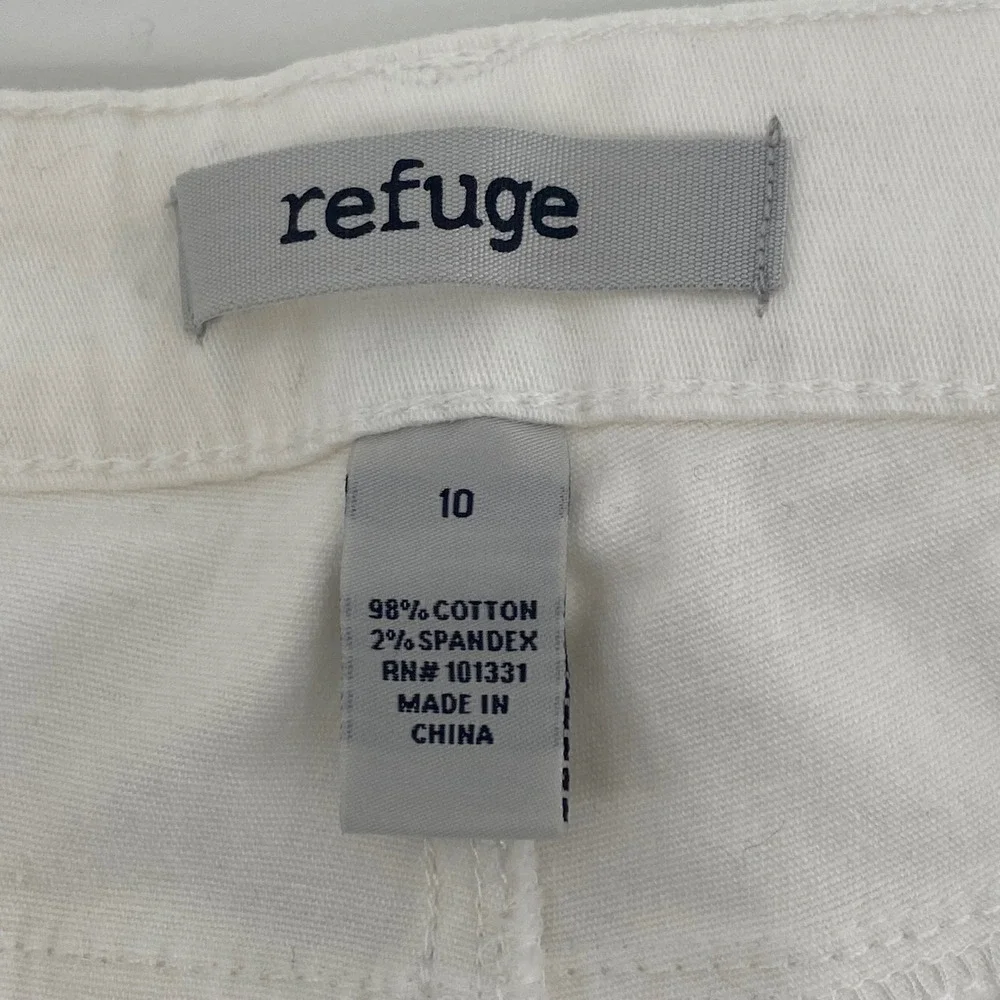 refuge
10
98% COTTON
2% SPANDEX
RN# 101331
MADE IN
CHINA